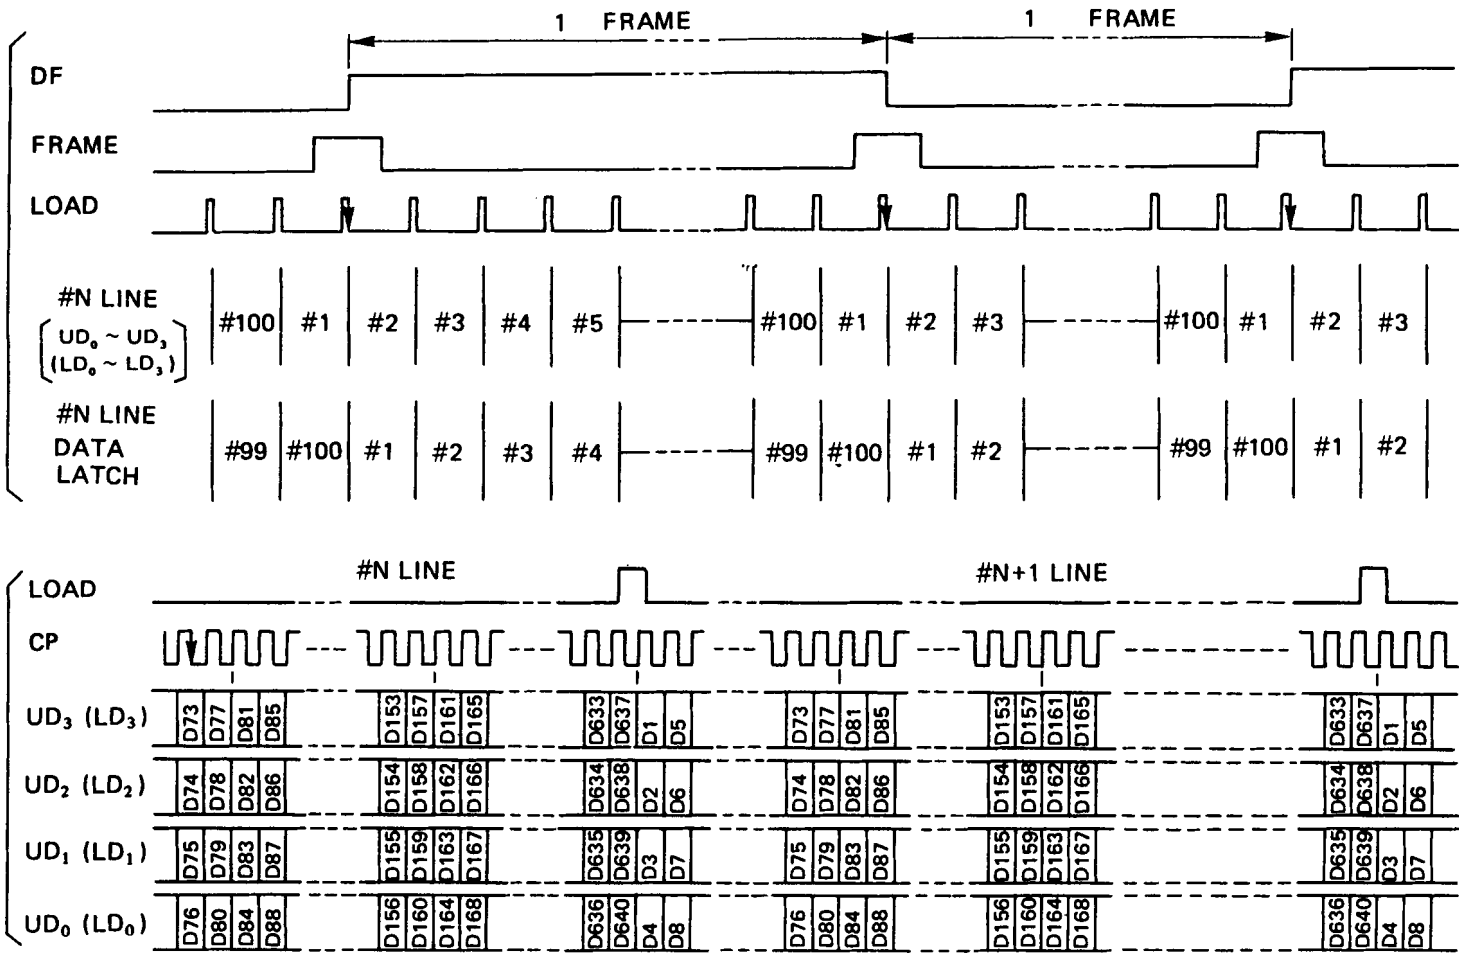 1 FRAME 1 FRAME
DF
FRAME
LOAD
#N LINE
UD₀ ~ UD₃
(LD₀ ~ LD₃)
#100 #1 #2 #3 #4 #5 #100 #1 #2 #3 #100 #1 #2 #3
#N LINE
DATA
LATCH
#99 #100 #1 #2 #3 #4 #99 #100 #1 #2 #99 #100 #1 #2
#N LINE #N+1 LINE
LOAD
CP
UD₃ (LD₃) D73 D77 D81 D85 D153 D157 D161 D165 D633 D637 D1 D5 D73 D77 D81 D85 D153 D157 D161 D165 D633 D637 D1 D5
UD₂ (LD₂) D74 D78 D82 D86 D154 D158 D162 D166 D634 D638 D2 D6 D74 D78 D82 D86 D154 D158 D162 D166 D634 D638 D2 D6
UD₁ (LD₁) D75 D79 D83 D87 D155 D159 D163 D167 D635 D639 D3 D7 D75 D79 D83 D87 D155 D159 D163 D167 D635 D639 D3 D7
UD₀ (LD₀) D76 D80 D84 D88 D156 D160 D164 D168 D636 D640 D4 D8 D76 D80 D84 D88 D156 D160 D164 D168 D636 D640 D4 D8